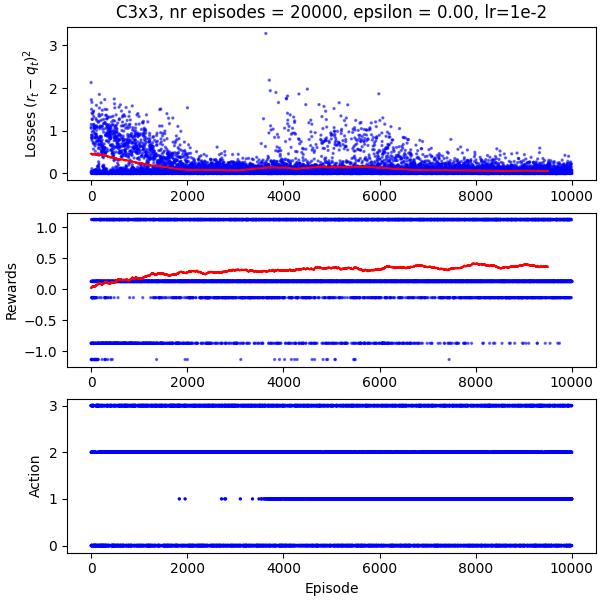 C3x3, nr episodes = 20000, epsilon = 0.00, lr=1e-2
Losses $(r_t - q_t)^2$
3
2
1
0
0 2000 4000 6000 8000 10000
Rewards
1.0
0.5
0.0
−0.5
−1.0
0 2000 4000 6000 8000 10000
Action
3
2
1
0
0 2000 4000 6000 8000 10000
Episode